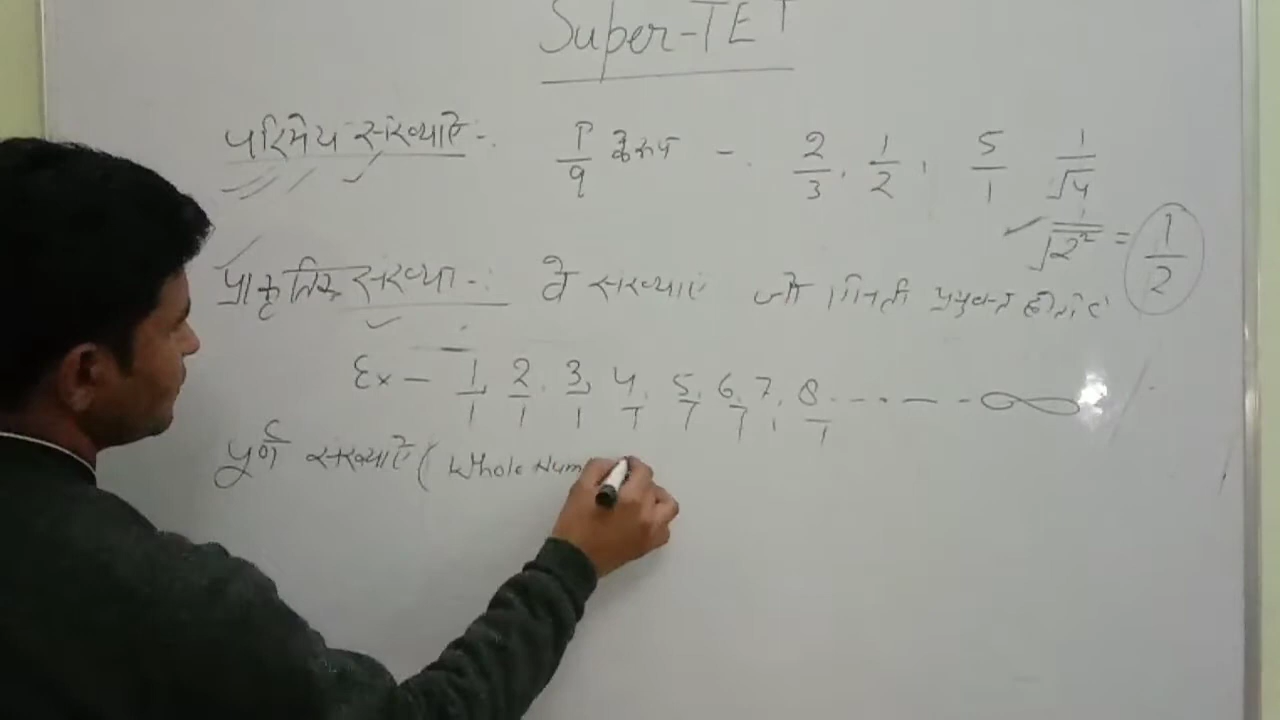 Super-TET
परिमेय संख्याऐं - P/q के रूप - 2/3, 1/2, 5/1 1/√4
√1/2² = 1/2
प्राकृतिक संख्या -: वे संख्याएं जो गिनती प्रयुक्त होती है
Ex - 1/1, 2/1, 3/1, 4/1, 5/1, 6/1, 7/1, 8/1 ----- ∞
पूर्ण संख्याऐं ( Whole Num